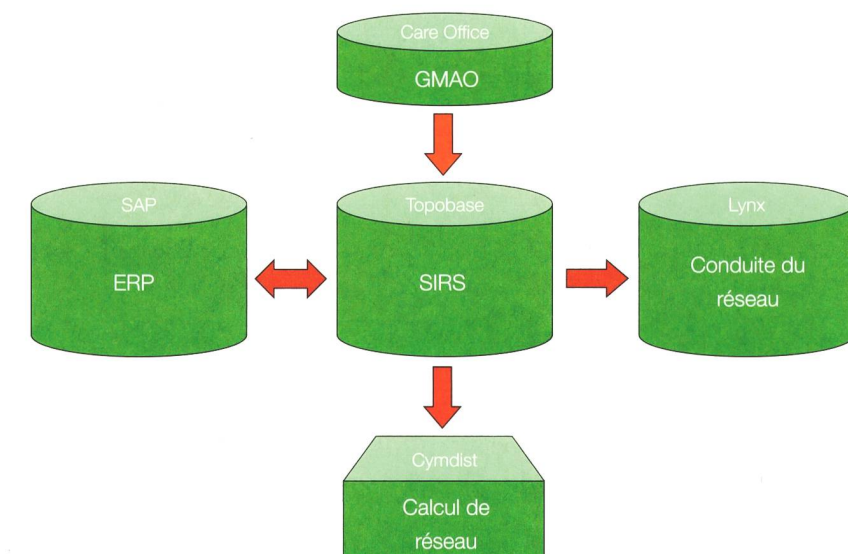 Care Office
GMAO
SAP
ERP
Topobase
SIRS
Lynx
Conduite du
réseau
Cymdist
Calcul de
réseau